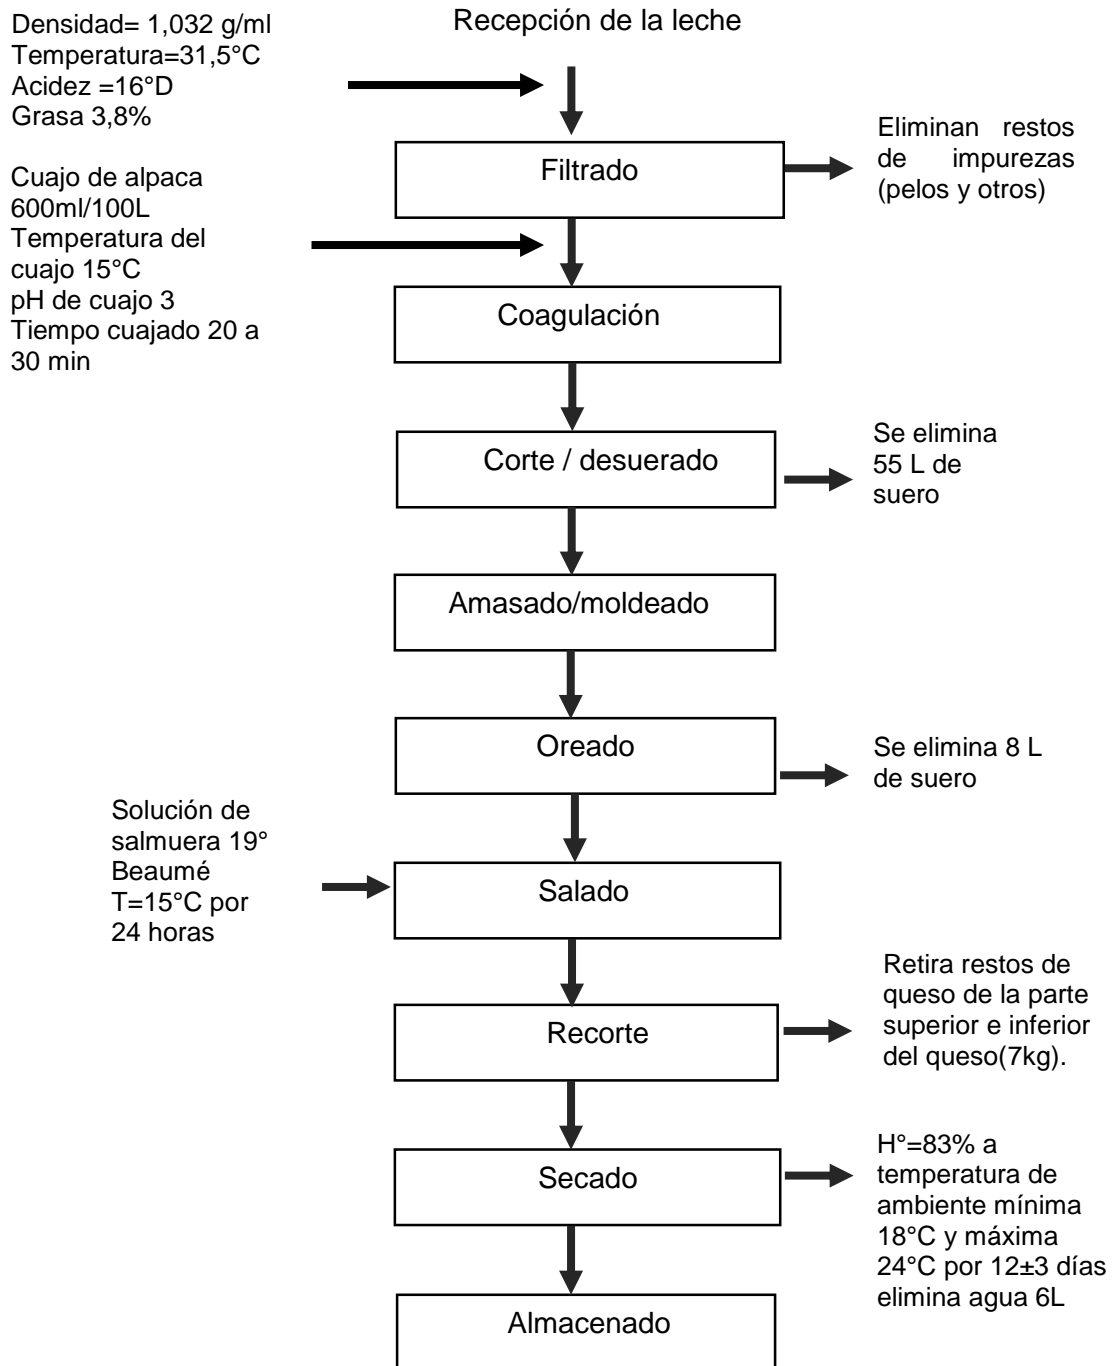 Recepción de la leche
Densidad= 1,032 g/ml
Temperatura=31,5°C
Acidez =16°D
Grasa 3,8%
Filtrado
Eliminan restos
de impurezas
(pelos y otros)
Cuajo de alpaca
600ml/100L
Temperatura del
cuajo 15°C
pH de cuajo 3
Tiempo cuajado 20 a
30 min
Coagulación
Corte / desuerado
Se elimina
55 L de
suero
Amasado/moldeado
Oreado
Se elimina 8 L
de suero
Solución de
salmuera 19°
Beaumé
T=15°C por
24 horas
Salado
Recorte
Retira restos de
queso de la parte
superior e inferior
del queso(7kg).
Secado
H°=83% a
temperatura de
ambiente mínima
18°C y máxima
24°C por 12±3 días
elimina agua 6L
Almacenado